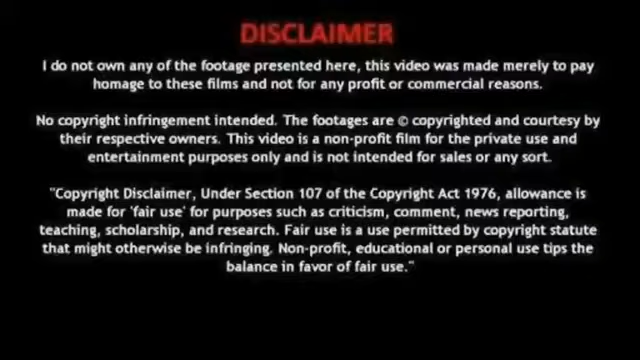 DISCLAIMER
I do not own any of the footage presented here, this video was made merely to pay
homage to these films and not for any profit or commercial reasons.
No copyright infringement intended. The footages are © copyrighted and courtesy by
their respective owners. This video is a non-profit film for the private use and
entertainment purposes only and is not intended for sales or any sort.
"Copyright Disclaimer, Under Section 107 of the Copyright Act 1976, allowance is
made for 'fair use' for purposes such as criticism, comment, news reporting,
teaching, scholarship, and research. Fair use is a use permitted by copyright statute
that might otherwise be infringing. Non-profit, educational or personal use tips the
balance in favor of fair use."